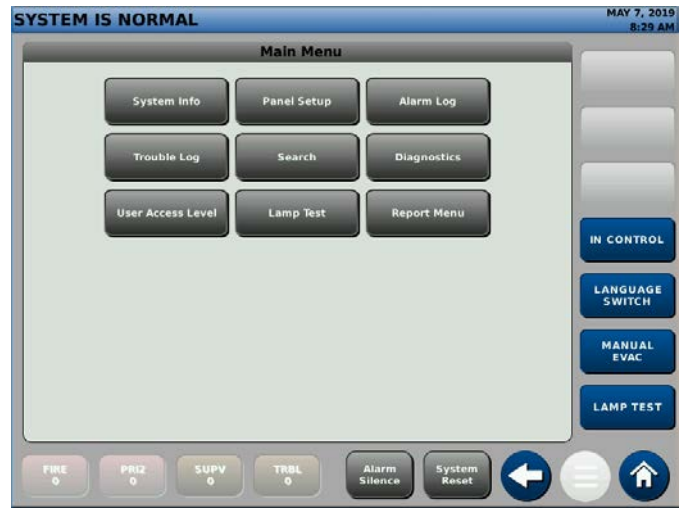 SYSTEM IS NORMAL
MAY 7, 2019
8:29 AM
Main Menu
System Info
Panel Setup
Alarm Log
Trouble Log
Search
Diagnostics
User Access Level
Lamp Test
Report Menu
IN CONTROL
LANGUAGE
SWITCH
MANUAL
EVAC
LAMP TEST
FIRE
0
PRI2
0
SUPV
0
TRBL
0
Alarm
Silence
System
Reset